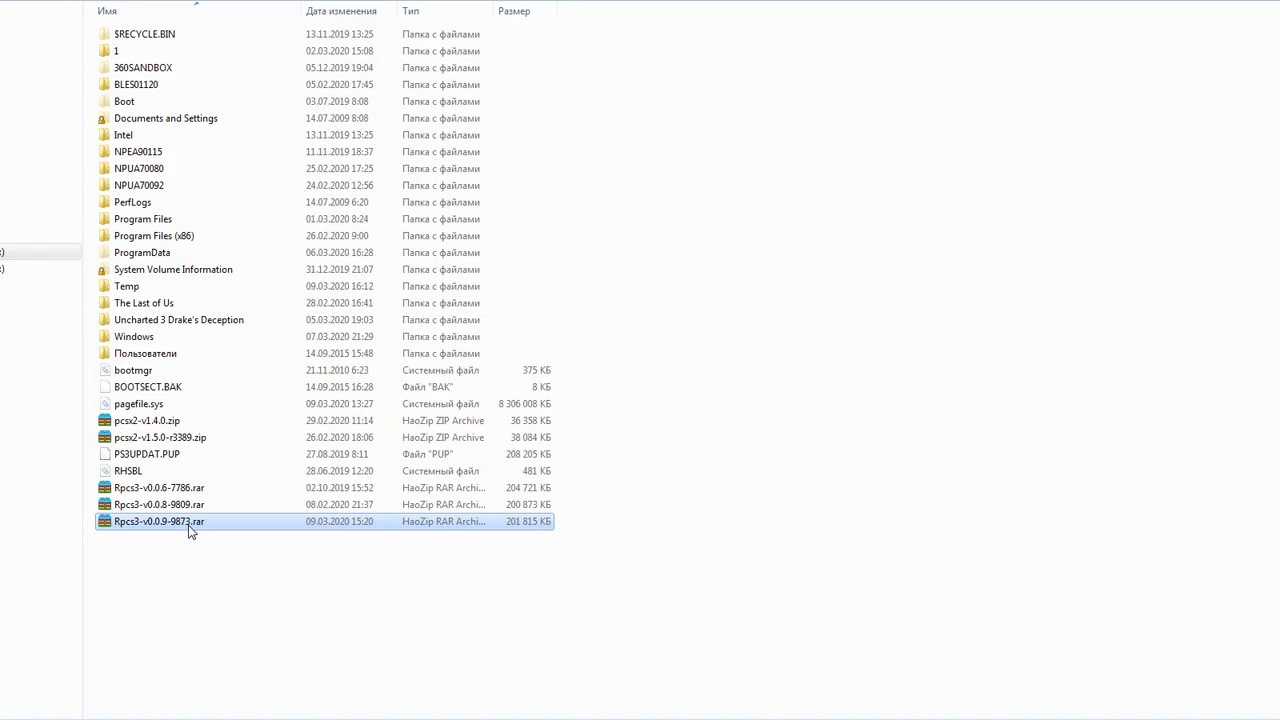 Имя Дата изменения Тип Размер
$RECYCLE.BIN 13.11.2019 13:25 Папка с файлами
1 02.03.2020 15:08 Папка с файлами
360SANDBOX 05.12.2019 19:04 Папка с файлами
BLES01120 05.02.2020 17:45 Папка с файлами
Boot 03.07.2019 8:08 Папка с файлами
Documents and Settings 14.07.2009 8:08 Папка с файлами
Intel 13.11.2019 13:25 Папка с файлами
NPEA90115 11.11.2019 18:37 Папка с файлами
NPUA70080 25.02.2020 17:25 Папка с файлами
NPUA70092 24.02.2020 12:56 Папка с файлами
PerfLogs 14.07.2009 6:20 Папка с файлами
Program Files 01.03.2020 8:24 Папка с файлами
Program Files (x86) 26.02.2020 9:00 Папка с файлами
:) ProgramData 06.03.2020 16:28 Папка с файлами
:) System Volume Information 31.12.2019 21:07 Папка с файлами
Temp 09.03.2020 16:12 Папка с файлами
The Last of Us 28.02.2020 16:41 Папка с файлами
Uncharted 3 Drake's Deception 05.03.2020 19:03 Папка с файлами
Windows 07.03.2020 21:29 Папка с файлами
Пользователи 14.09.2015 15:48 Папка с файлами
bootmgr 21.11.2010 6:23 Системный файл 375 КБ
BOOTSECT.BAK 14.09.2015 16:28 Файл "BAK" 8 КБ
pagefile.sys 09.03.2020 13:27 Системный файл 8 306 008 КБ
pcsx2-v1.4.0.zip 29.02.2020 11:14 HaoZip ZIP Archive 36 358 КБ
pcsx2-v1.5.0-r3389.zip 26.02.2020 18:06 HaoZip ZIP Archive 38 084 КБ
PS3UPDAT.PUP 27.08.2019 8:11 Файл "PUP" 208 205 КБ
RHSBL 28.06.2019 12:20 Системный файл 481 КБ
Rpcs3-v0.0.6-7786.rar 02.10.2019 15:52 HaoZip RAR Archi... 204 721 КБ
Rpcs3-v0.0.8-9809.rar 08.02.2020 21:37 HaoZip RAR Archi... 200 873 КБ
Rpcs3-v0.0.9-9873.rar 09.03.2020 15:20 HaoZip RAR Archi... 201 815 КБ